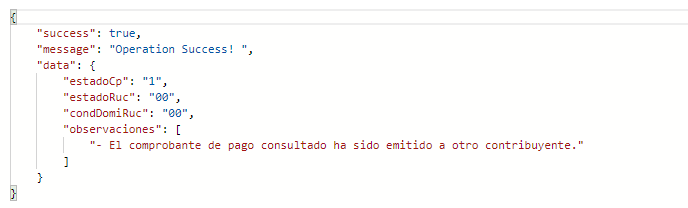 {
    "success": true,
    "message": "Operation Success! ",
    "data": {
        "estadoCp": "1",
        "estadoRuc": "00",
        "condDomiRuc": "00",
        "observaciones": [
            "- El comprobante de pago consultado ha sido emitido a otro contribuyente."
        ]
    }
}